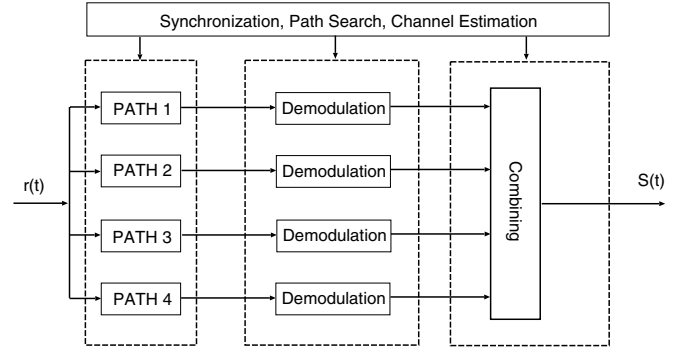 Synchronization, Path Search, Channel Estimation
PATH 1
Demodulation
PATH 2
Demodulation
r(t)
Combining
S(t)
PATH 3
Demodulation
PATH 4
Demodulation